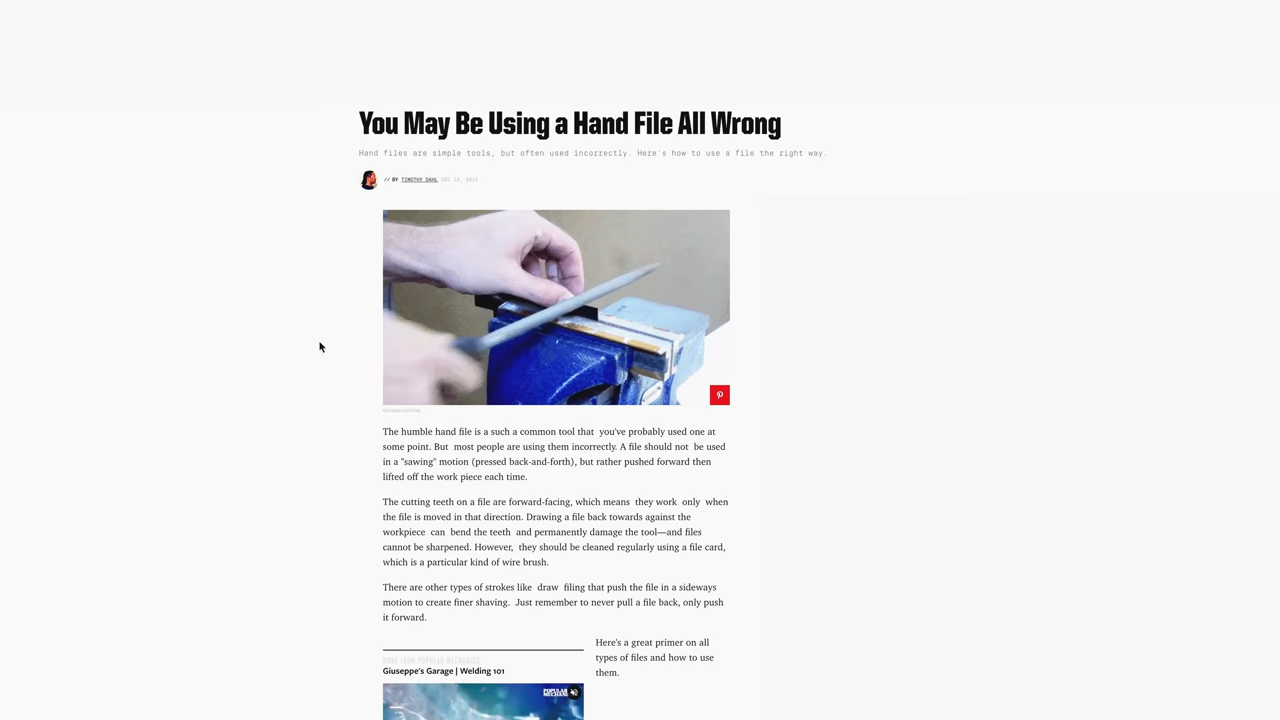 You May Be Using a Hand File All Wrong
Hand files are simple tools, but often used incorrectly. Here's how to use a file the right way.
// BY TIMOTHY DAHL DEC 12, 2015
The humble hand file is a such a common tool that you've probably used one at
some point. But most people are using them incorrectly. A file should not be used
in a "sawing" motion (pressed back-and-forth), but rather pushed forward then
lifted off the work piece each time.
The cutting teeth on a file are forward-facing, which means they work only when
the file is moved in that direction. Drawing a file back towards against the
workpiece can bend the teeth and permanently damage the tool—and files
cannot be sharpened. However, they should be cleaned regularly using a file card,
which is a particular kind of wire brush.
There are other types of strokes like draw filing that push the file in a sideways
motion to create finer shaving. Just remember to never pull a file back, only push
it forward.
Here's a great primer on all
types of files and how to use
them.
MORE FROM POPULAR MECHANICS
Giuseppe's Garage | Welding 101
POPULAR
MECHANICS